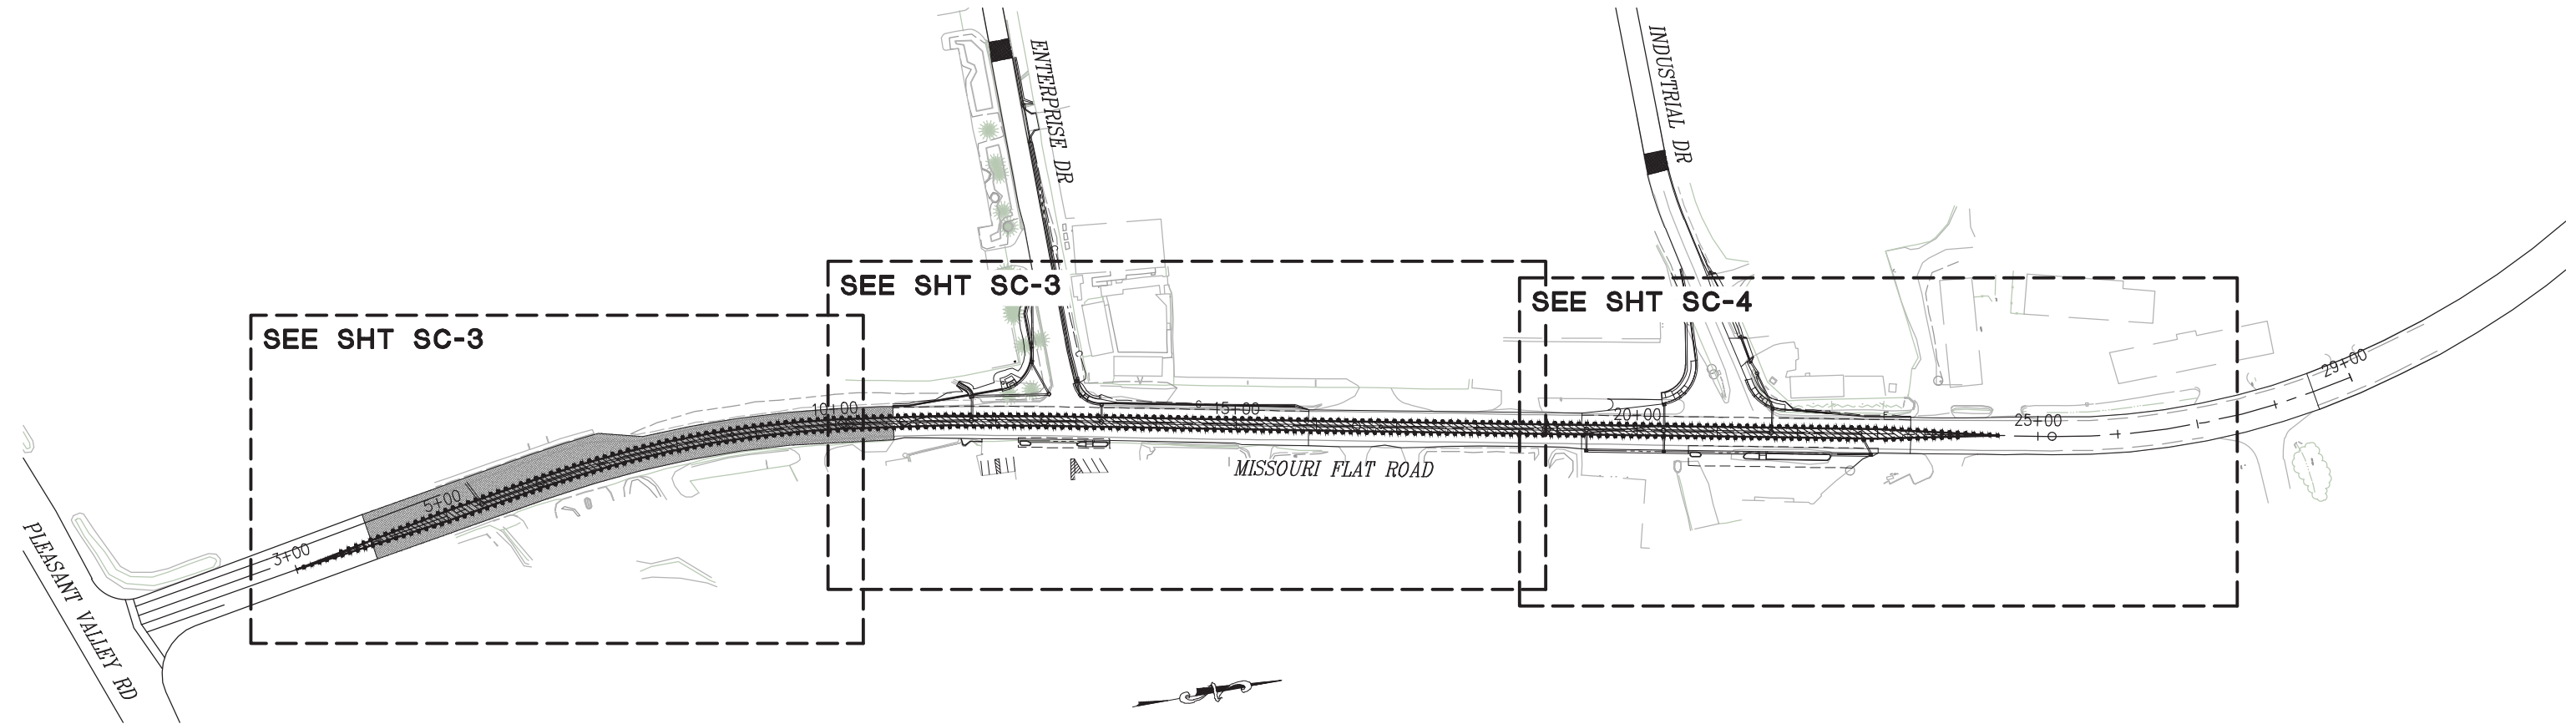 ENTERPRISE DR
INDUSTRIAL DR
SEE SHT SC-3
SEE SHT SC-4
SEE SHT SC-3
29+00
10+00
15+00
20+00
25+00
MISSOURI FLAT ROAD
5+00
3+00
PLEASANT VALLEY RD